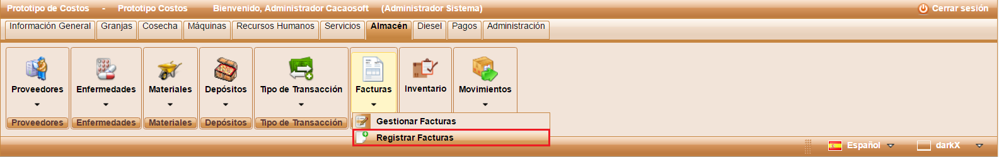 Prototipo de Costos - Prototipo Costos Bienvenido, Administrador Cacaosoft (Administrador Sistema) Cerrar sesión
Información General Granjas Cosecha Máquinas Recursos Humanos Servicios Almacén Diesel Pagos Administración
Proveedores Enfermedades Materiales Depósitos Tipo de Transacción Facturas Inventario Movimientos
Proveedores Enfermedades Materiales Depósitos Tipo de Transacción
Gestionar Facturas
Registrar Facturas
Español darkX